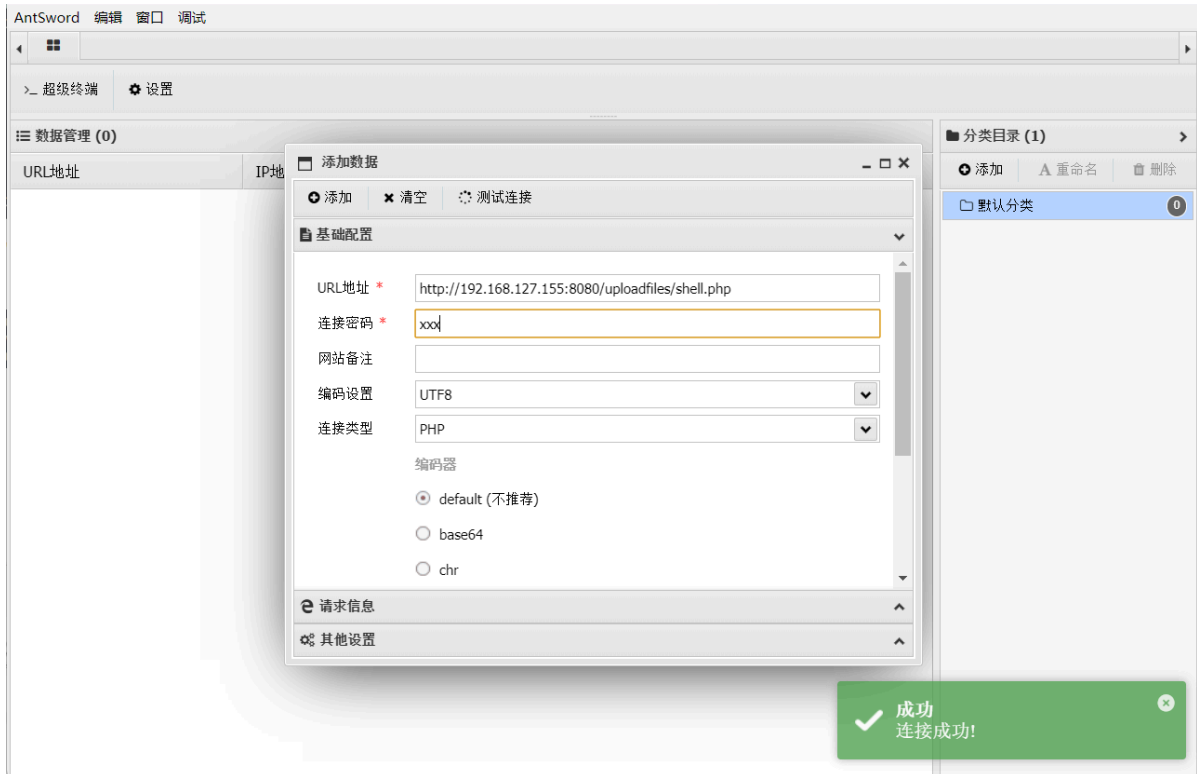 AntSword 编辑 窗口 调试
>_ 超级终端 设置
数据管理 (0)
分类目录 (1)
URL地址 IP地
添加 重命名 删除
默认分类 0
添加数据
添加 清空 测试连接
基础配置
URL地址 * http://192.168.127.155:8080/uploadfiles/shell.php
连接密码 * xxx
网站备注
编码设置 UTF8
连接类型 PHP
编码器
default (不推荐)
base64
chr
请求信息
其他设置
成功
连接成功!